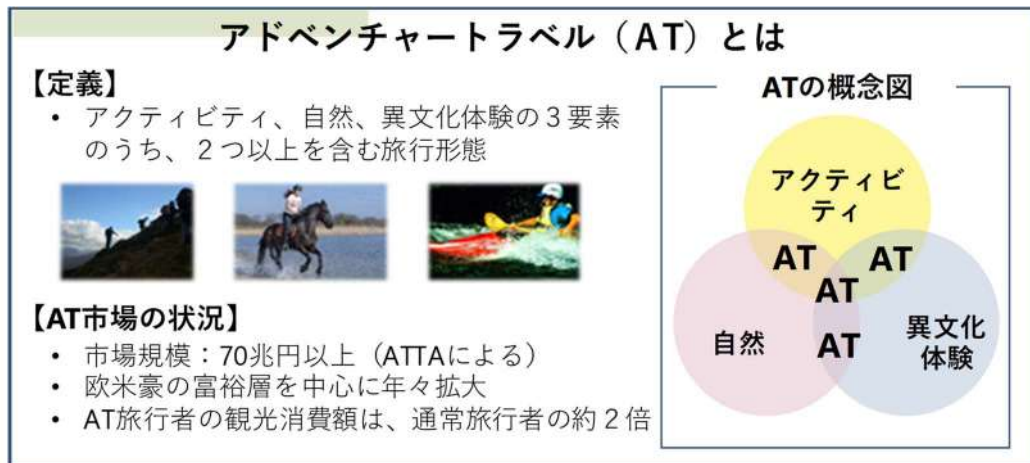 アドベンチャートラベル（AT）とは
【定義】
• アクティビティ、自然、異文化体験の３要素
のうち、２つ以上を含む旅行形態
【AT市場の状況】
• 市場規模：70兆円以上（ATTAによる）
• 欧米豪の富裕層を中心に年々拡大
• AT旅行者の観光消費額は、通常旅行者の約２倍
ATの概念図
アクティビ
ティ
AT
AT
AT
自然
AT
異文化
体験